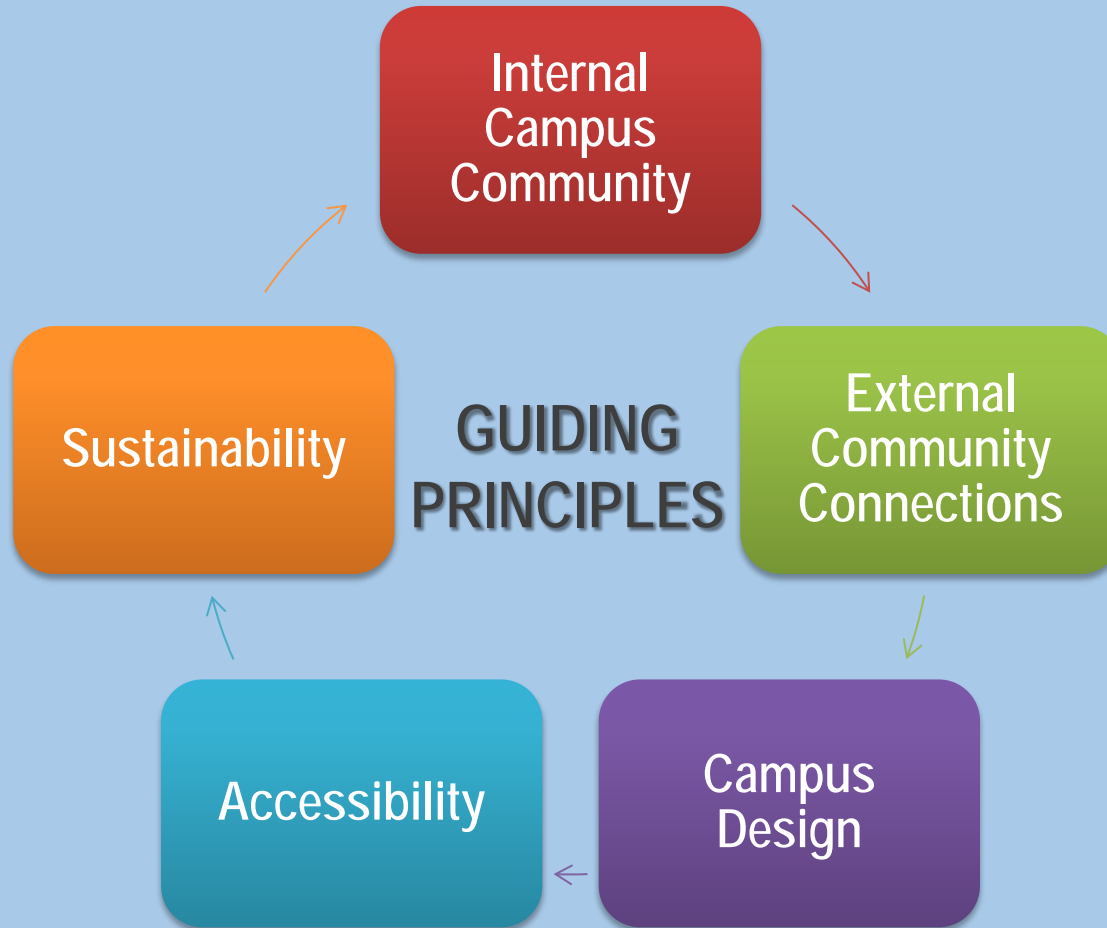 Internal
Campus
Community
External
Community
Connections
Campus
Design
Accessibility
Sustainability
GUIDING
PRINCIPLES